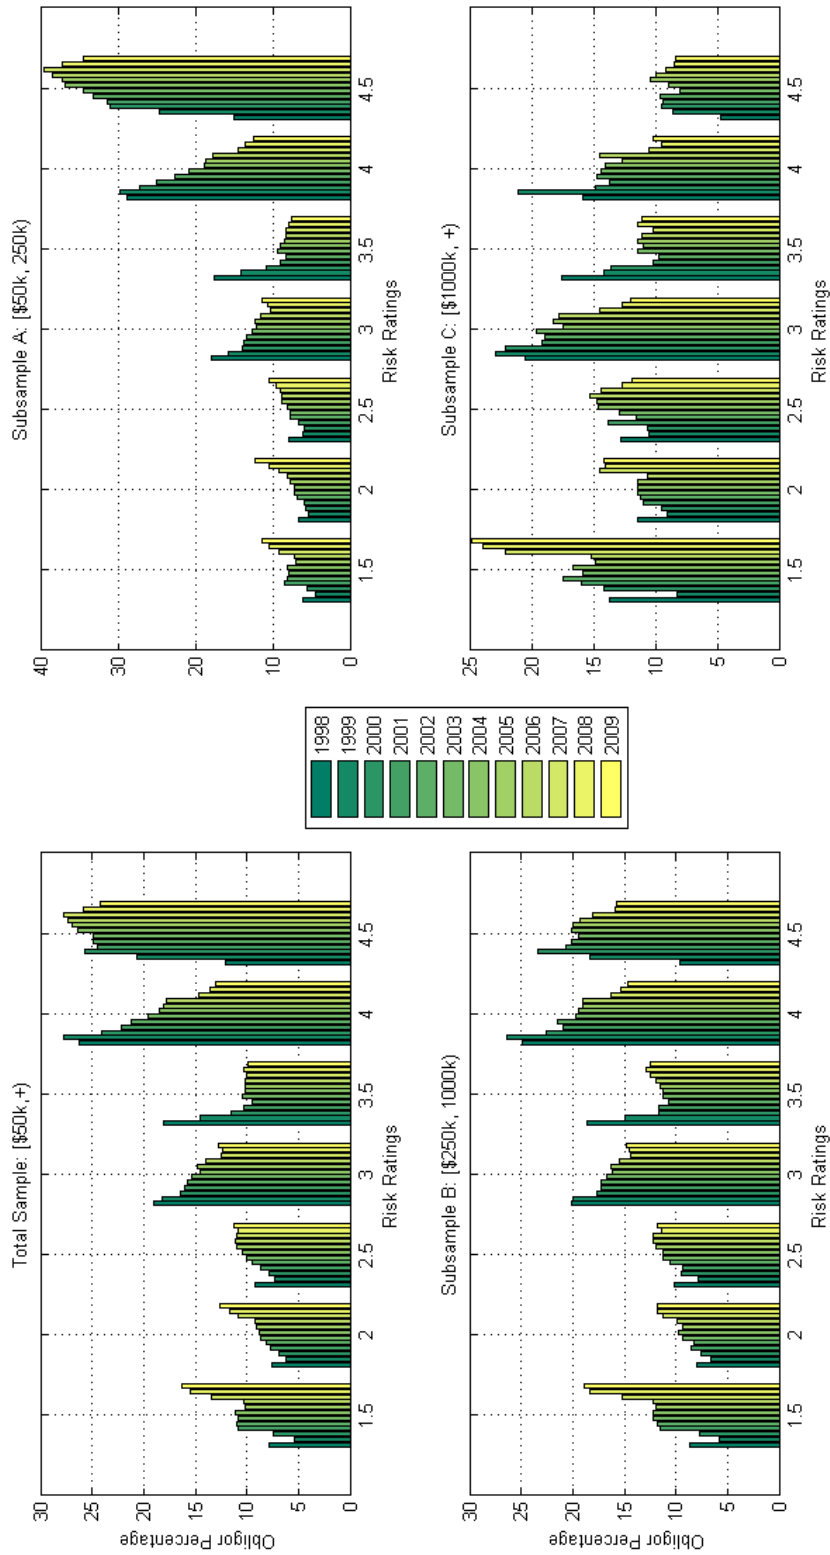 Total Sample: [$50k,+)
30
25
20
15
10
5
0
Obligor Percentage
1.5 2 2.5 3 3.5 4 4.5
Risk Ratings
Subsample A: [$50k, 250k)
40
30
20
10
0
1.5 2 2.5 3 3.5 4 4.5
Risk Ratings
1998
1999
2000
2001
2002
2003
2004
2005
2006
2007
2008
2009
Subsample B: [$250k, 1000k)
25
20
15
10
5
0
30
Obligor Percentage
1.5 2 2.5 3 3.5 4 4.5
Risk Ratings
Subsample C: [$1000k, +)
25
20
15
10
5
0
1.5 2 2.5 3 3.5 4 4.5
Risk Ratings